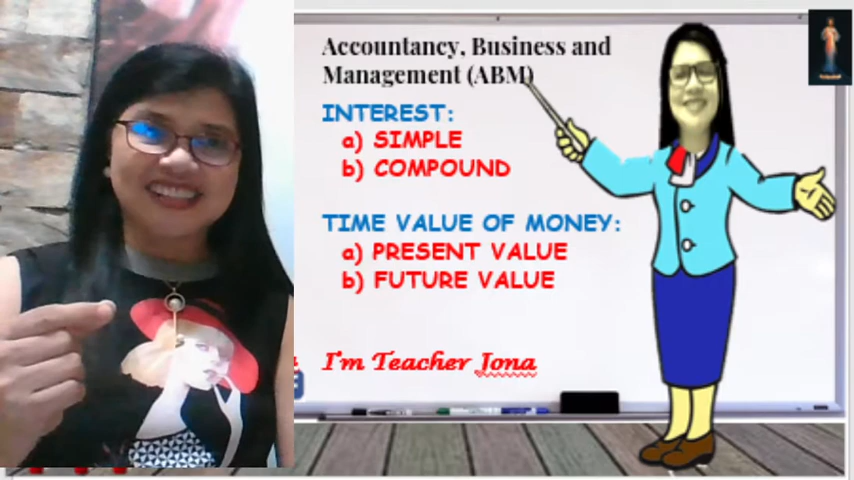 Accountancy, Business and
Management (ABM)
INTEREST:
a) SIMPLE
b) COMPOUND
TIME VALUE OF MONEY:
a) PRESENT VALUE
b) FUTURE VALUE
I'm Teacher Jona